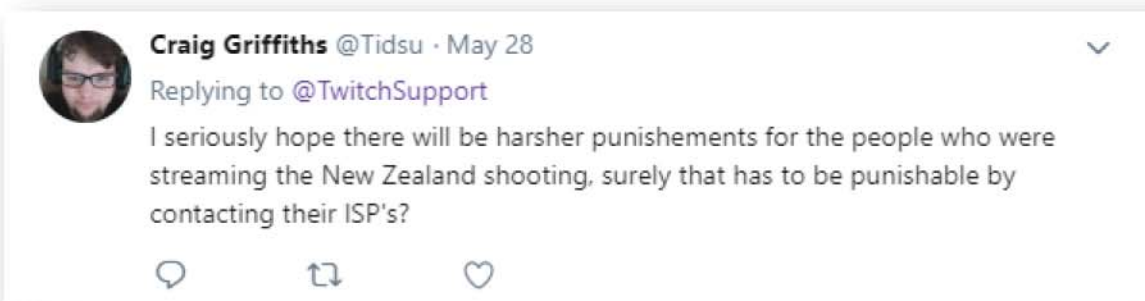 Craig Griffiths @Tidsu · May 28
Replying to @TwitchSupport
I seriously hope there will be harsher punishements for the people who were
streaming the New Zealand shooting, surely that has to be punishable by
contacting their ISP's?